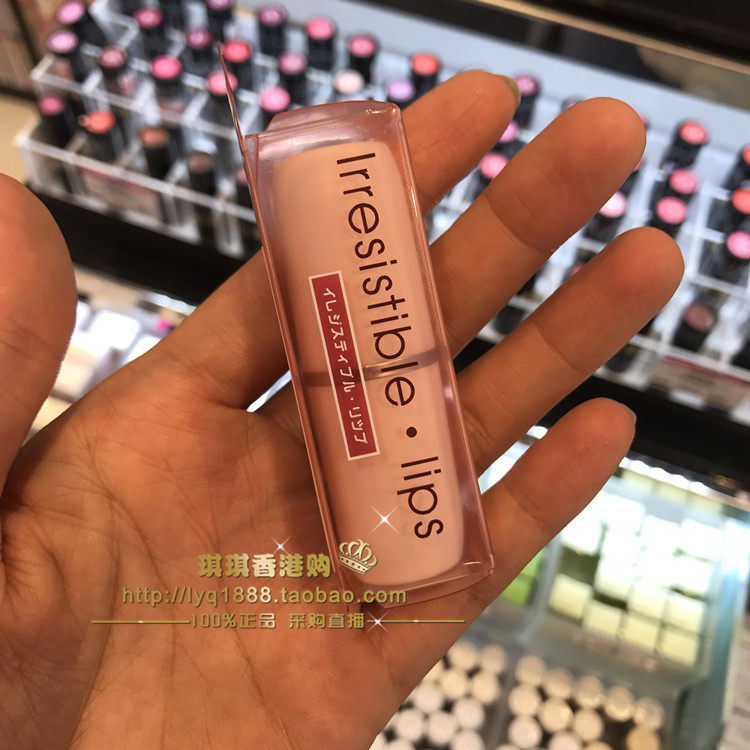 Irresistible • lips
イレジスティブル・リップ
琪琪香港购
http://lyq1888.taobao.com
100%正品 采购直播